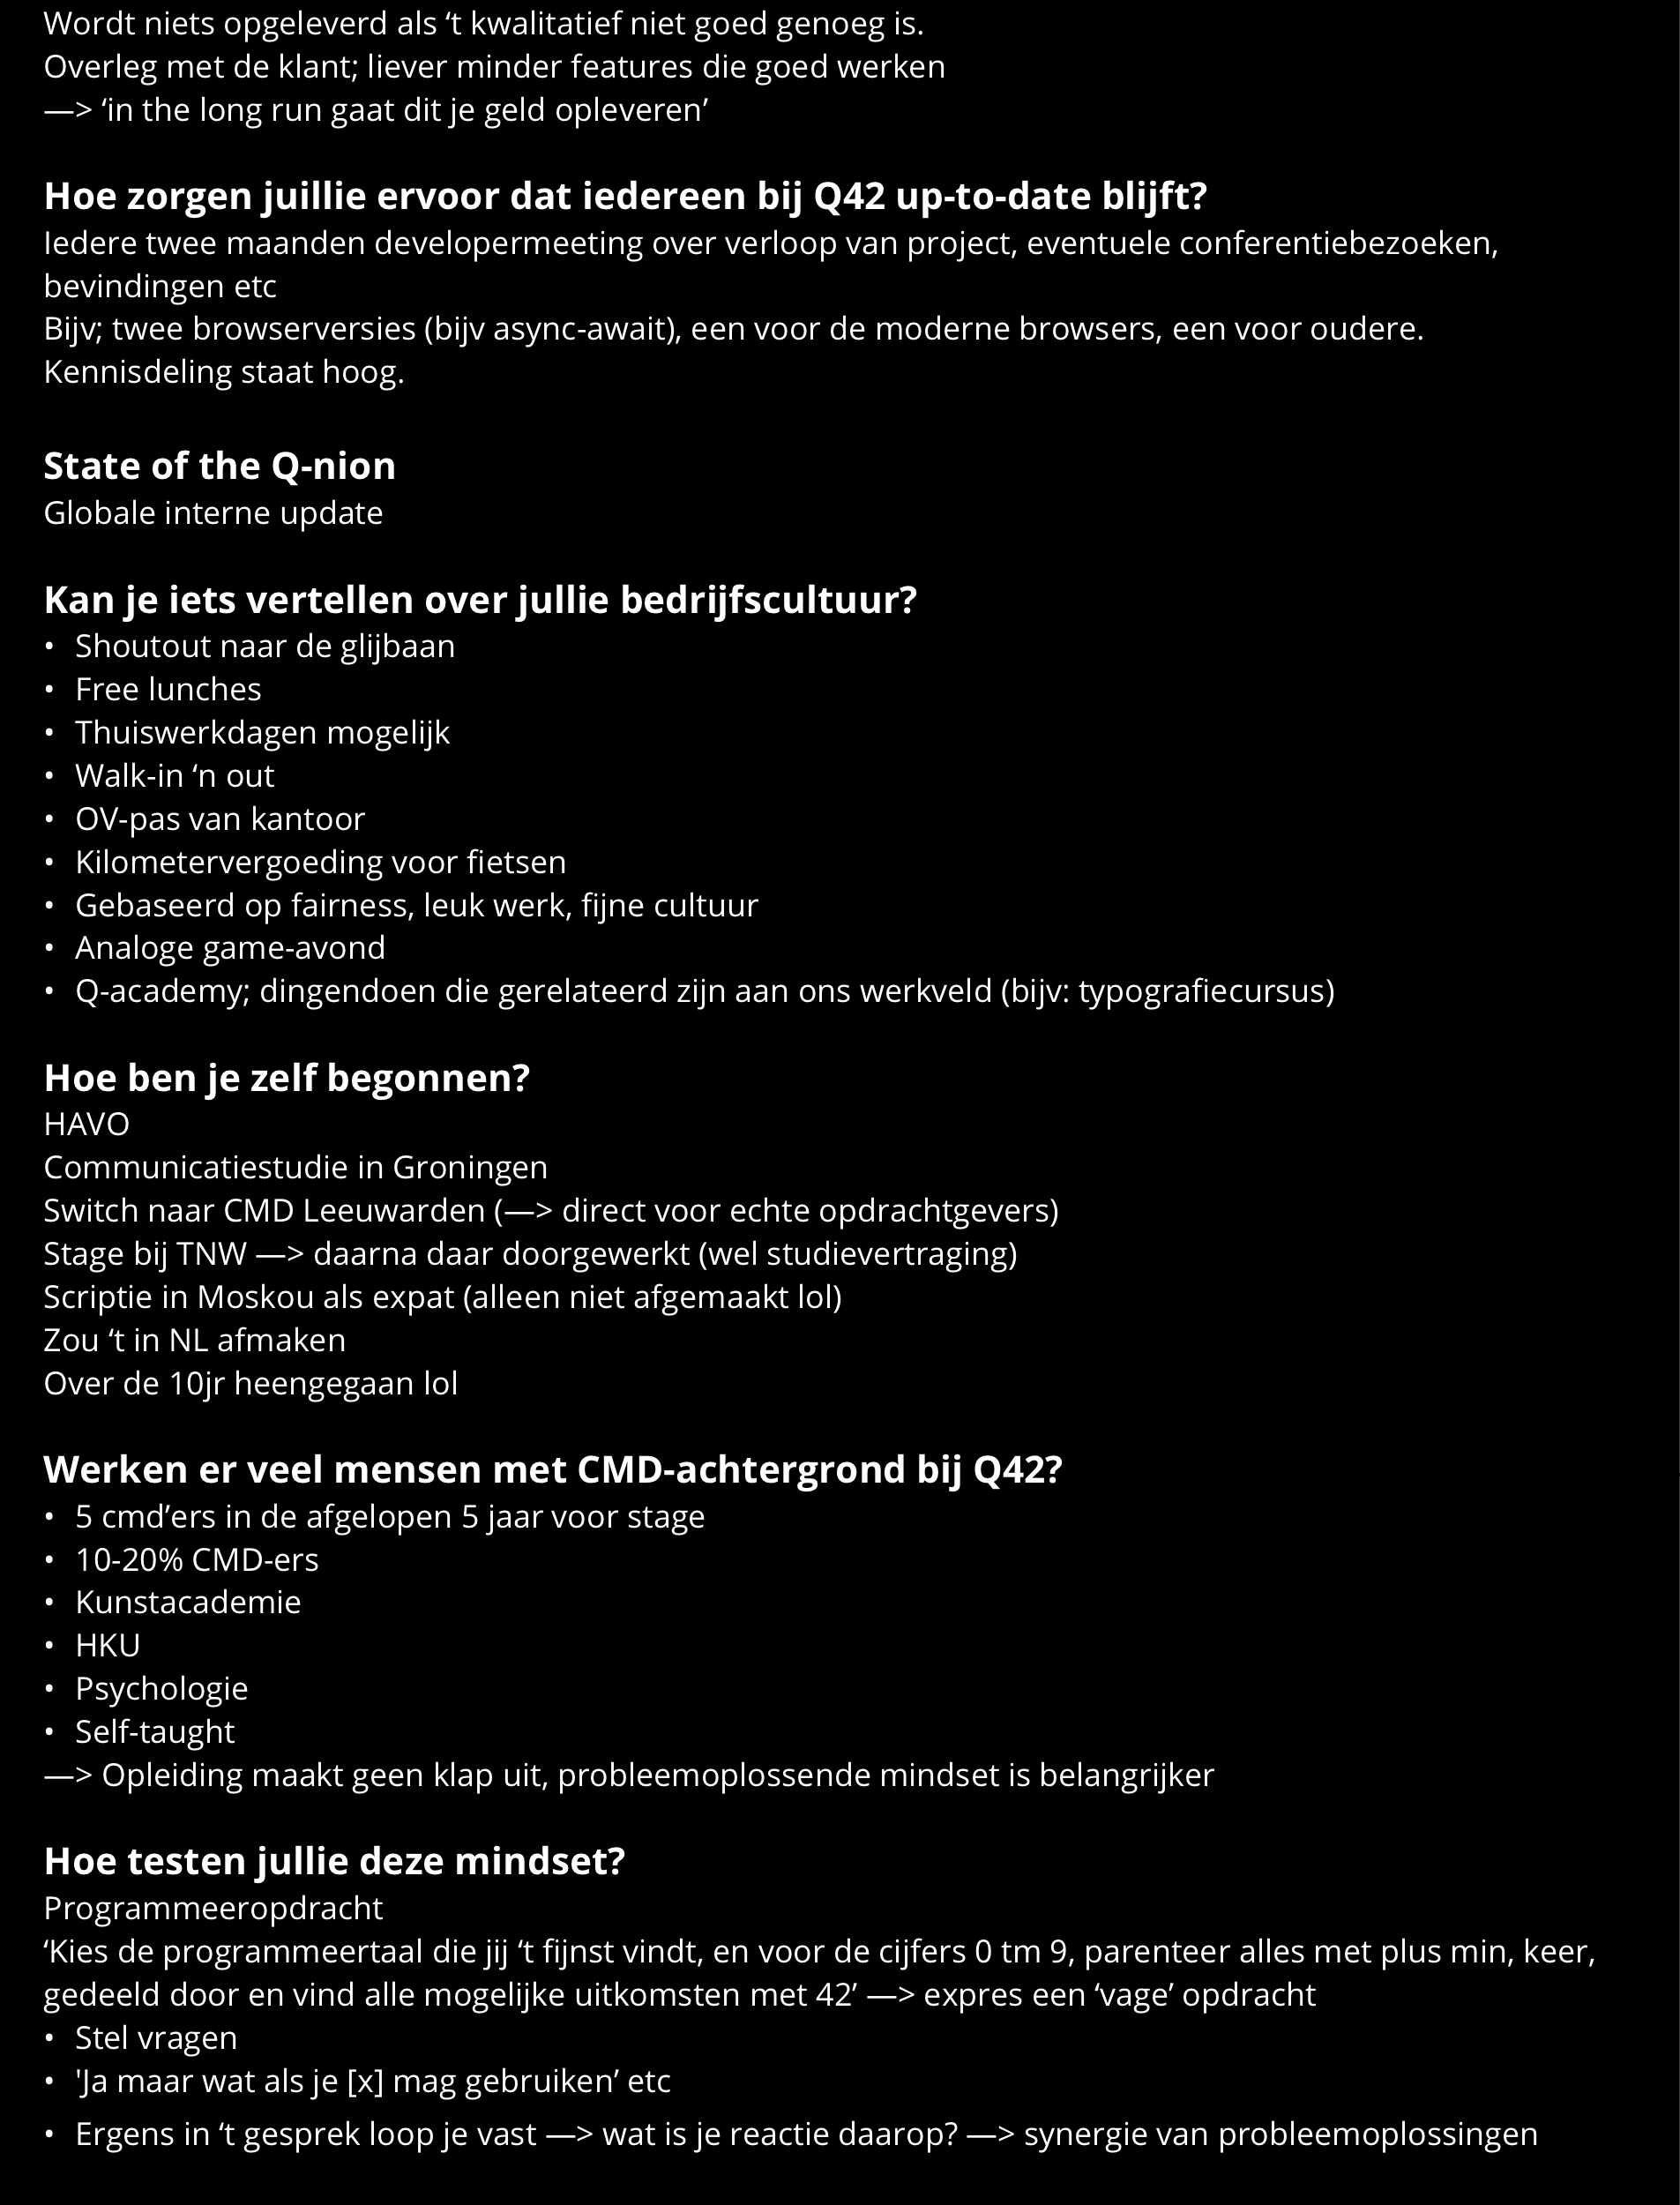 Wordt niets opgeleverd als ‘t kwalitatief niet goed genoeg is.
Overleg met de klant; liever minder features die goed werken
—> ‘in the long run gaat dit je geld opleveren’
Hoe zorgen juillie ervoor dat iedereen bij Q42 up-to-date blijft?
Iedere twee maanden developermeeting over verloop van project, eventuele conferentiebezoeken,
bevindingen etc
Bijv; twee browserversies (bijv async-await), een voor de moderne browsers, een voor oudere.
Kennisdeling staat hoog.
State of the Q-nion
Globale interne update
Kan je iets vertellen over jullie bedrijfscultuur?
• Shoutout naar de glijbaan
• Free lunches
• Thuiswerkdagen mogelijk
• Walk-in ‘n out
• OV-pas van kantoor
• Kilometervergoeding voor fietsen
• Gebaseerd op fairness, leuk werk, fijne cultuur
• Analoge game-avond
• Q-academy; dingendoen die gerelateerd zijn aan ons werkveld (bijv: typografiecursus)
Hoe ben je zelf begonnen?
HAVO
Communicatiestudie in Groningen
Switch naar CMD Leeuwarden (—> direct voor echte opdrachtgevers)
Stage bij TNW —> daarna daar doorgewerkt (wel studievertraging)
Scriptie in Moskou als expat (alleen niet afgemaakt lol)
Zou ‘t in NL afmaken
Over de 10jr heengegaan lol
Werken er veel mensen met CMD-achtergrond bij Q42?
• 5 cmd’ers in de afgelopen 5 jaar voor stage
• 10-20% CMD-ers
• Kunstacademie
• HKU
• Psychologie
• Self-taught
—> Opleiding maakt geen klap uit, probleemoplossende mindset is belangrijker
Hoe testen jullie deze mindset?
Programmeeropdracht
‘Kies de programmeertaal die jij ‘t fijnst vindt, en voor de cijfers 0 tm 9, parenteer alles met plus min, keer,
gedeeld door en vind alle mogelijke uitkomsten met 42’ —> expres een ‘vage’ opdracht
• Stel vragen
• 'Ja maar wat als je [x] mag gebruiken’ etc
• Ergens in ‘t gesprek loop je vast —> wat is je reactie daarop? —> synergie van probleemoplossingen